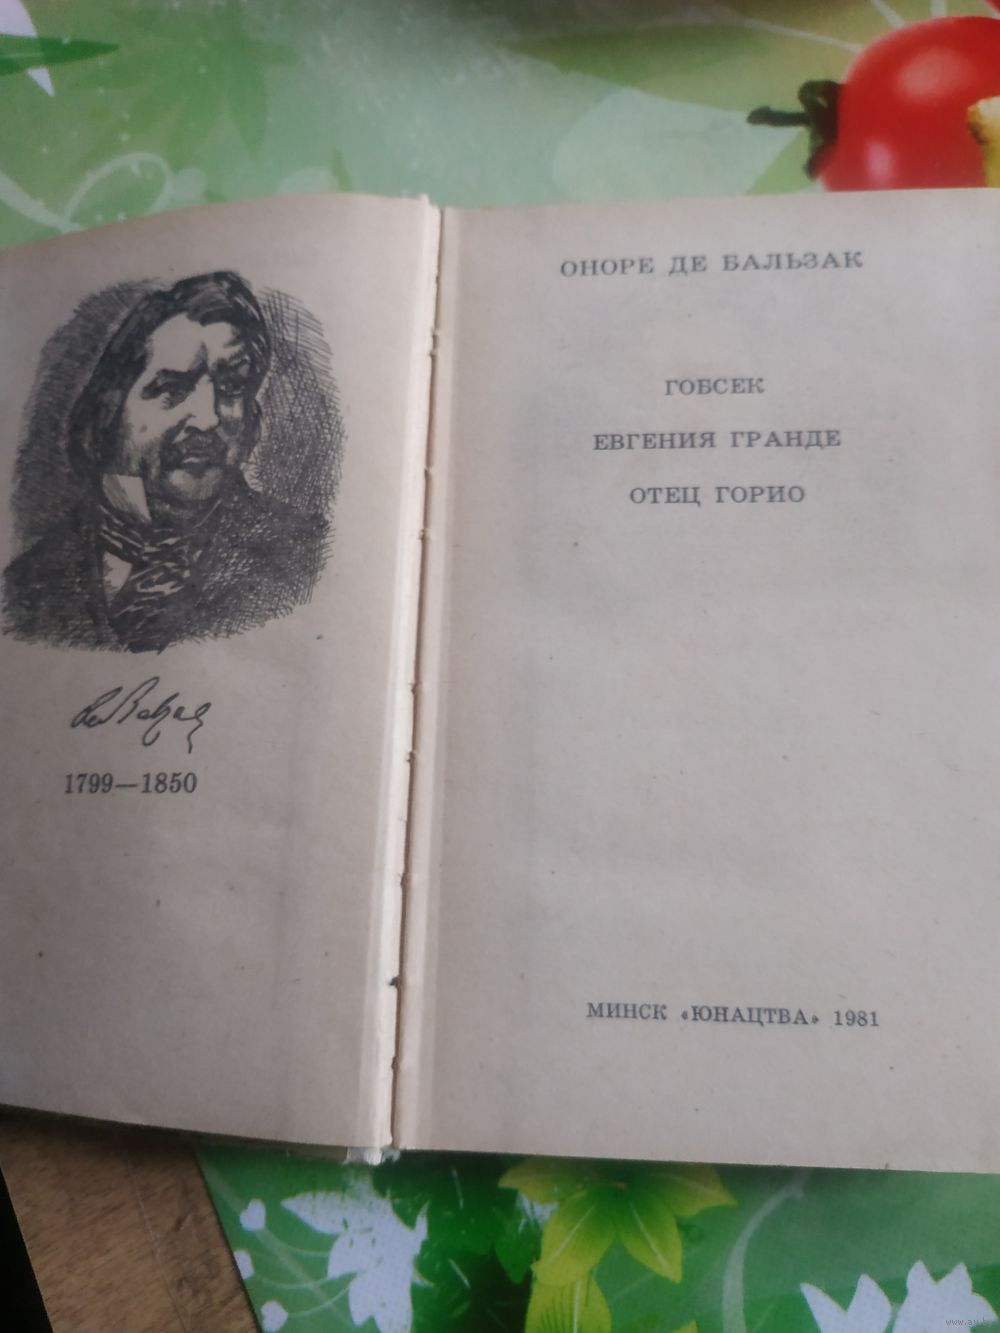 1799—1850
ОНОРЕ ДЕ БАЛЬЗАК
ГОБСЕК
ЕВГЕНИЯ ГРАНДЕ
ОТЕЦ ГОРИО
МИНСК «ЮНАЦТВА» 1981